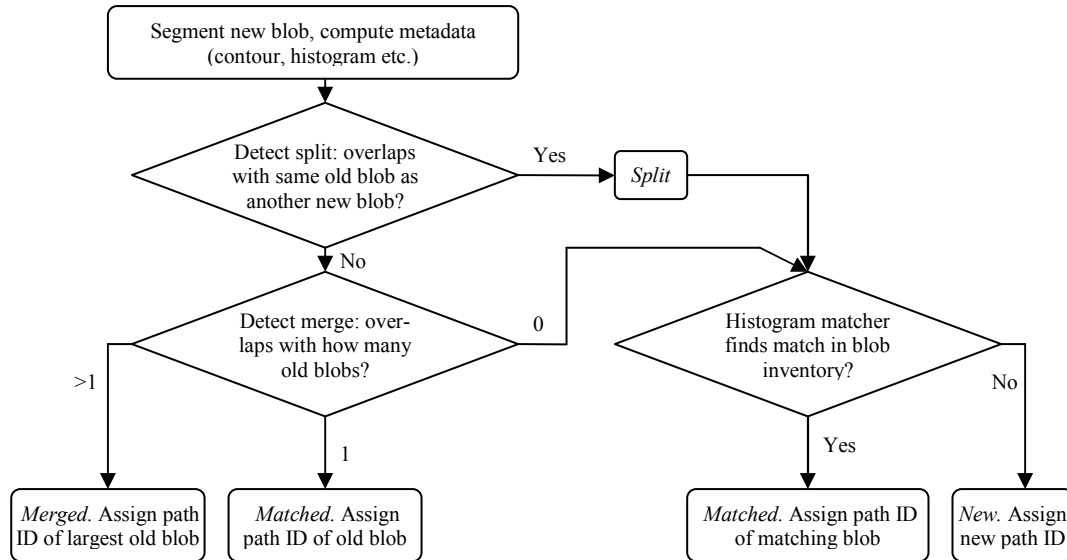 Segment new blob, compute metadata
(contour, histogram etc.)
Detect split: overlaps
with same old blob as
another new blob?
Yes
Split
No
Detect merge: over-
laps with how many
old blobs?
0
>1
1
Histogram matcher
finds match in blob
inventory?
No
Yes
Merged. Assign path
ID of largest old blob
Matched. Assign
path ID of old blob
Matched. Assign path ID
of matching blob
New. Assign
new path ID